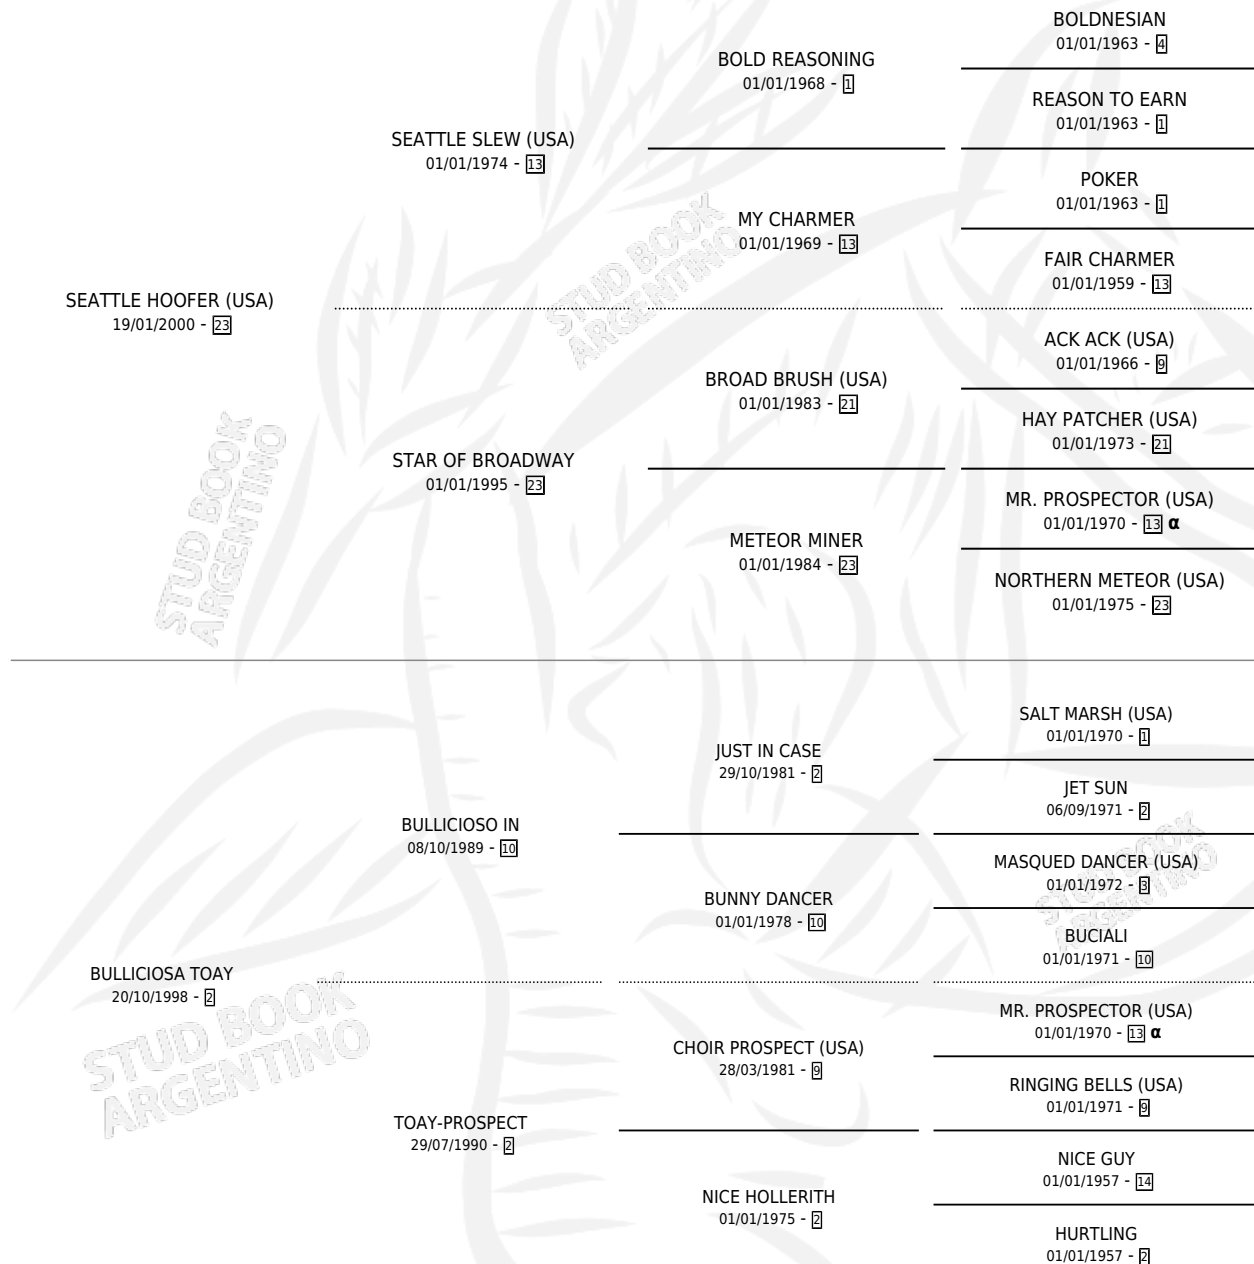 BOLDNESIAN
01/01/1963 - 4
BOLD REASONING
01/01/1968 - 1
REASON TO EARN
01/01/1963 - 1
SEATTLE SLEW (USA)
01/01/1974 - 13
POKER
01/01/1963 - 1
MY CHARMER
01/01/1969 - 13
FAIR CHARMER
01/01/1959 - 13
SEATTLE HOOFER (USA)
19/01/2000 - 23
ACK ACK (USA)
01/01/1966 - 9
BROAD BRUSH (USA)
01/01/1983 - 21
HAY PATCHER (USA)
01/01/1973 - 21
STAR OF BROADWAY
01/01/1995 - 23
MR. PROSPECTOR (USA)
01/01/1970 - 13 α
METEOR MINER
01/01/1984 - 23
NORTHERN METEOR (USA)
01/01/1975 - 23
SALT MARSH (USA)
01/01/1970 - 1
JUST IN CASE
29/10/1981 - 2
JET SUN
06/09/1971 - 2
BULLICIOSO IN
08/10/1989 - 10
MASQUED DANCER (USA)
01/01/1972 - 3
BUNNY DANCER
01/01/1978 - 10
BUCIALI
01/01/1971 - 10
BULLICIOSA TOAY
20/10/1998 - 2
MR. PROSPECTOR (USA)
01/01/1970 - 13 α
CHOIR PROSPECT (USA)
28/03/1981 - 9
RINGING BELLS (USA)
01/01/1971 - 9
TOAY-PROSPECT
29/07/1990 - 2
NICE GUY
01/01/1957 - 14
NICE HOLLERITH
01/01/1975 - 2
HURTLING
01/01/1957 - 2
STUD BOOK
ARGENTINO
STUD BOOK
ARGENTINO
STUD BOOK
ARGENTINO
STUD BOOK
ARGENTINO